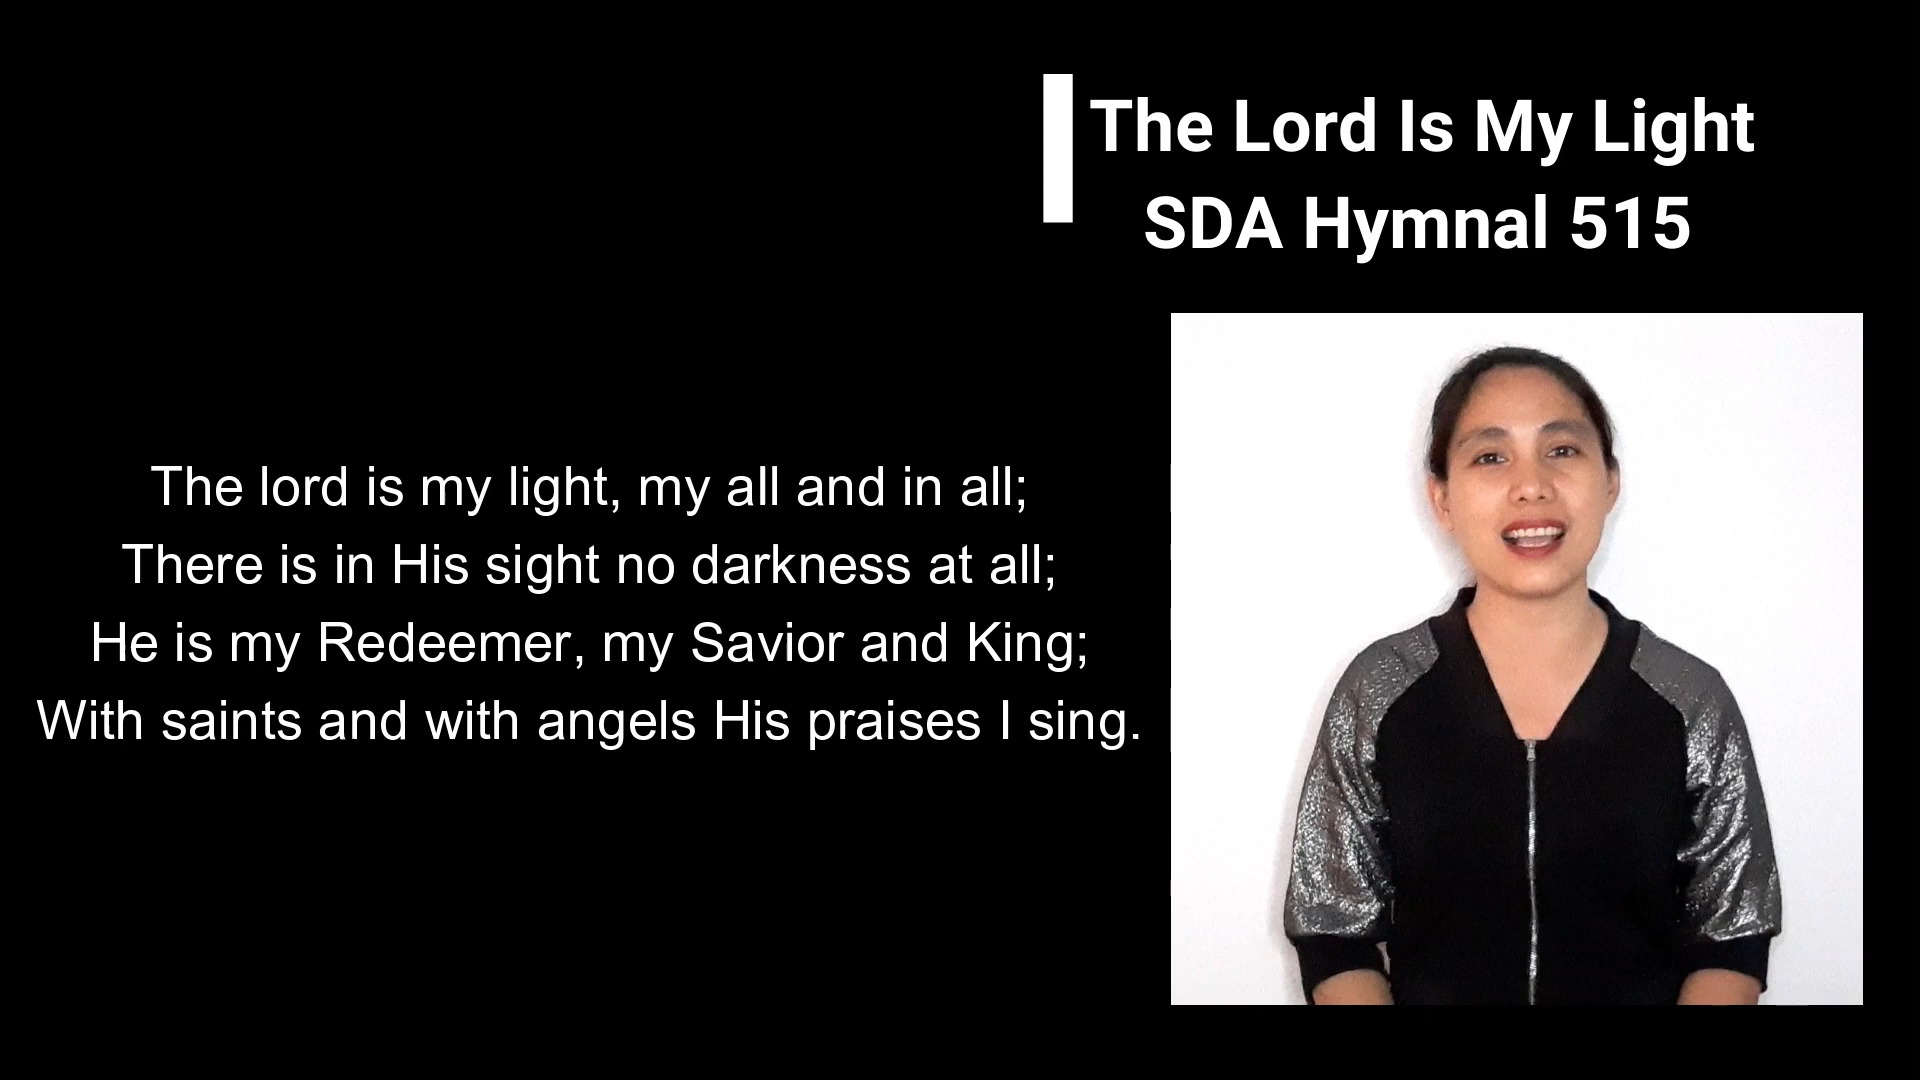 The Lord Is My Light
SDA Hymnal 515
The lord is my light, my all and in all;
There is in His sight no darkness at all;
He is my Redeemer, my Savior and King;
With saints and with angels His praises I sing.